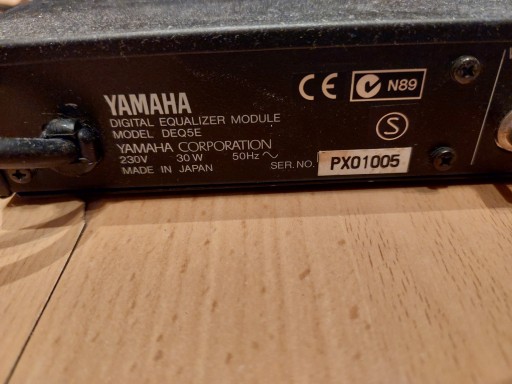 YAMAHA
DIGITAL EQUALIZER MODULE
MODEL DEQ5E
YAMAHA CORPORATION
230V 30W 50Hz ~
MADE IN JAPAN
CE N89
S
SER.NO. PX01005